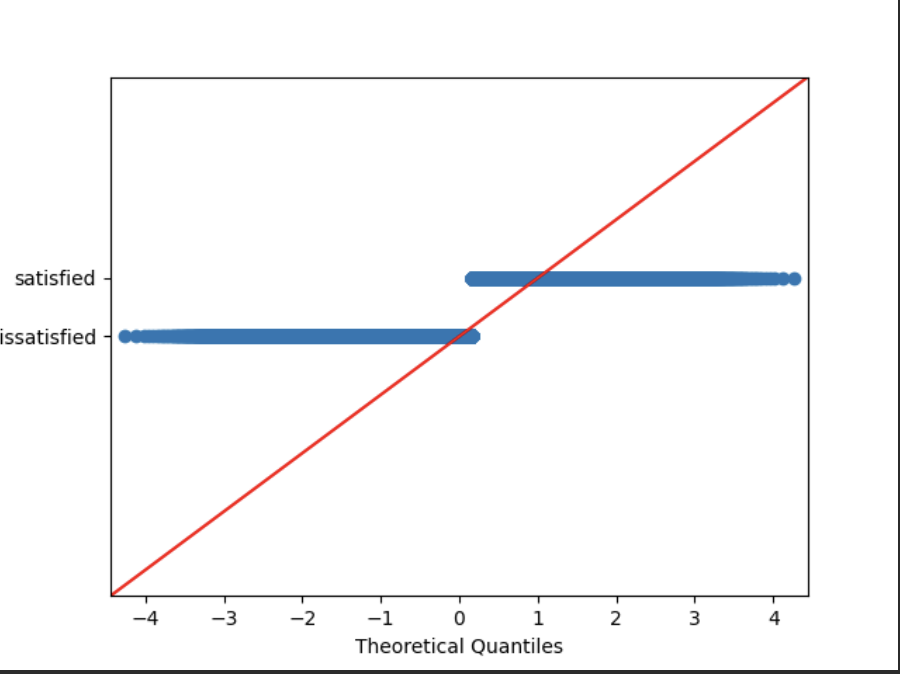 satisfied
issatisfied
−4 −3 −2 −1 0 1 2 3 4
Theoretical Quantiles